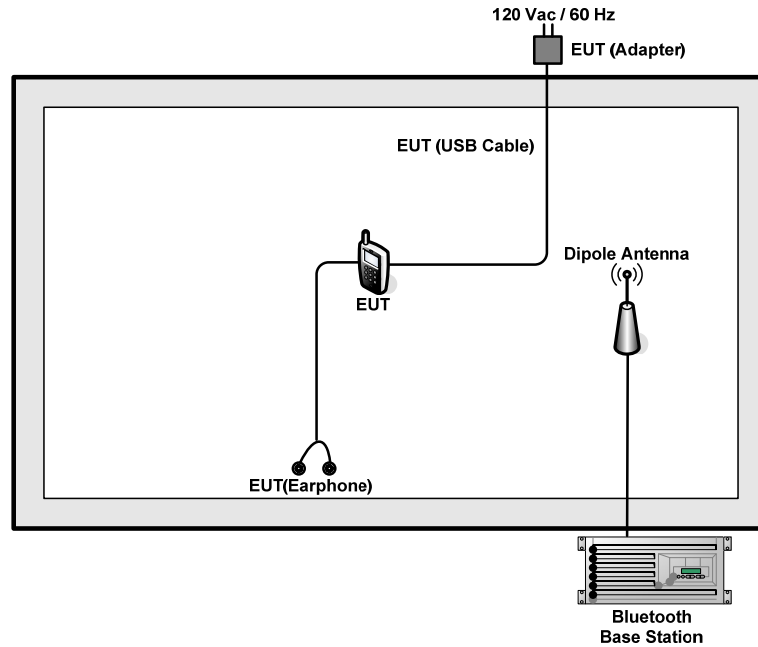 120 Vac / 60 Hz
EUT (Adapter)
EUT (USB Cable)
Dipole Antenna
EUT
EUT(Earphone)
Bluetooth
Base Station